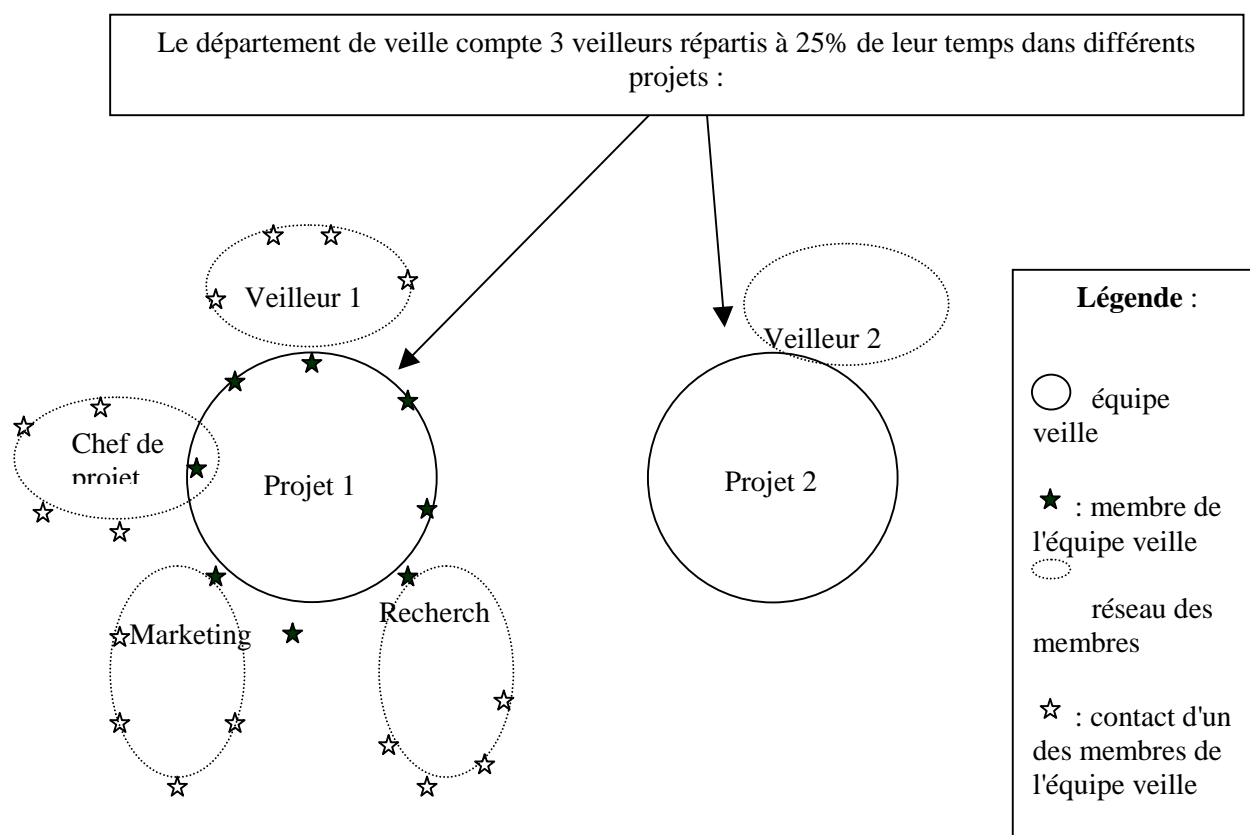 Le département de veille compte 3 veilleurs répartis à 25% de leur temps dans différents
projets :
Veilleur 1
Chef de
projet
Projet 1
Marketing
Recherch
Veilleur 2
Projet 2
Légende :
équipe
veille
: membre de
l'équipe veille
réseau des
membres
: contact d'un
des membres de
l'équipe veille